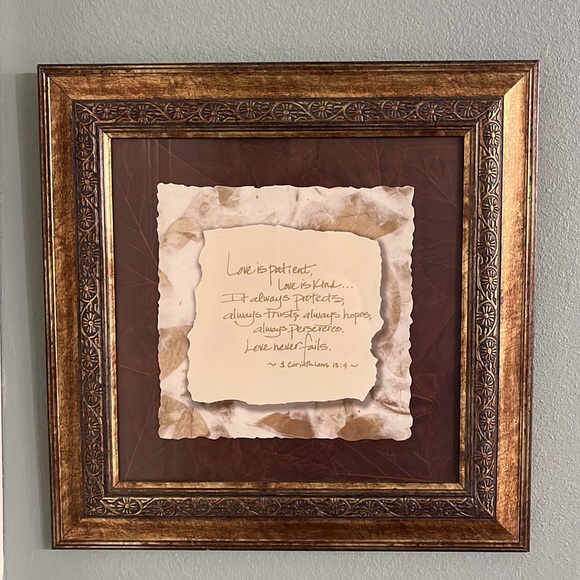 Love is patient,
Love is kind...
It always protects,
always trusts always hopes,
always perseveres.
Love never fails.
~ 1 Corinthians 13:4 ~